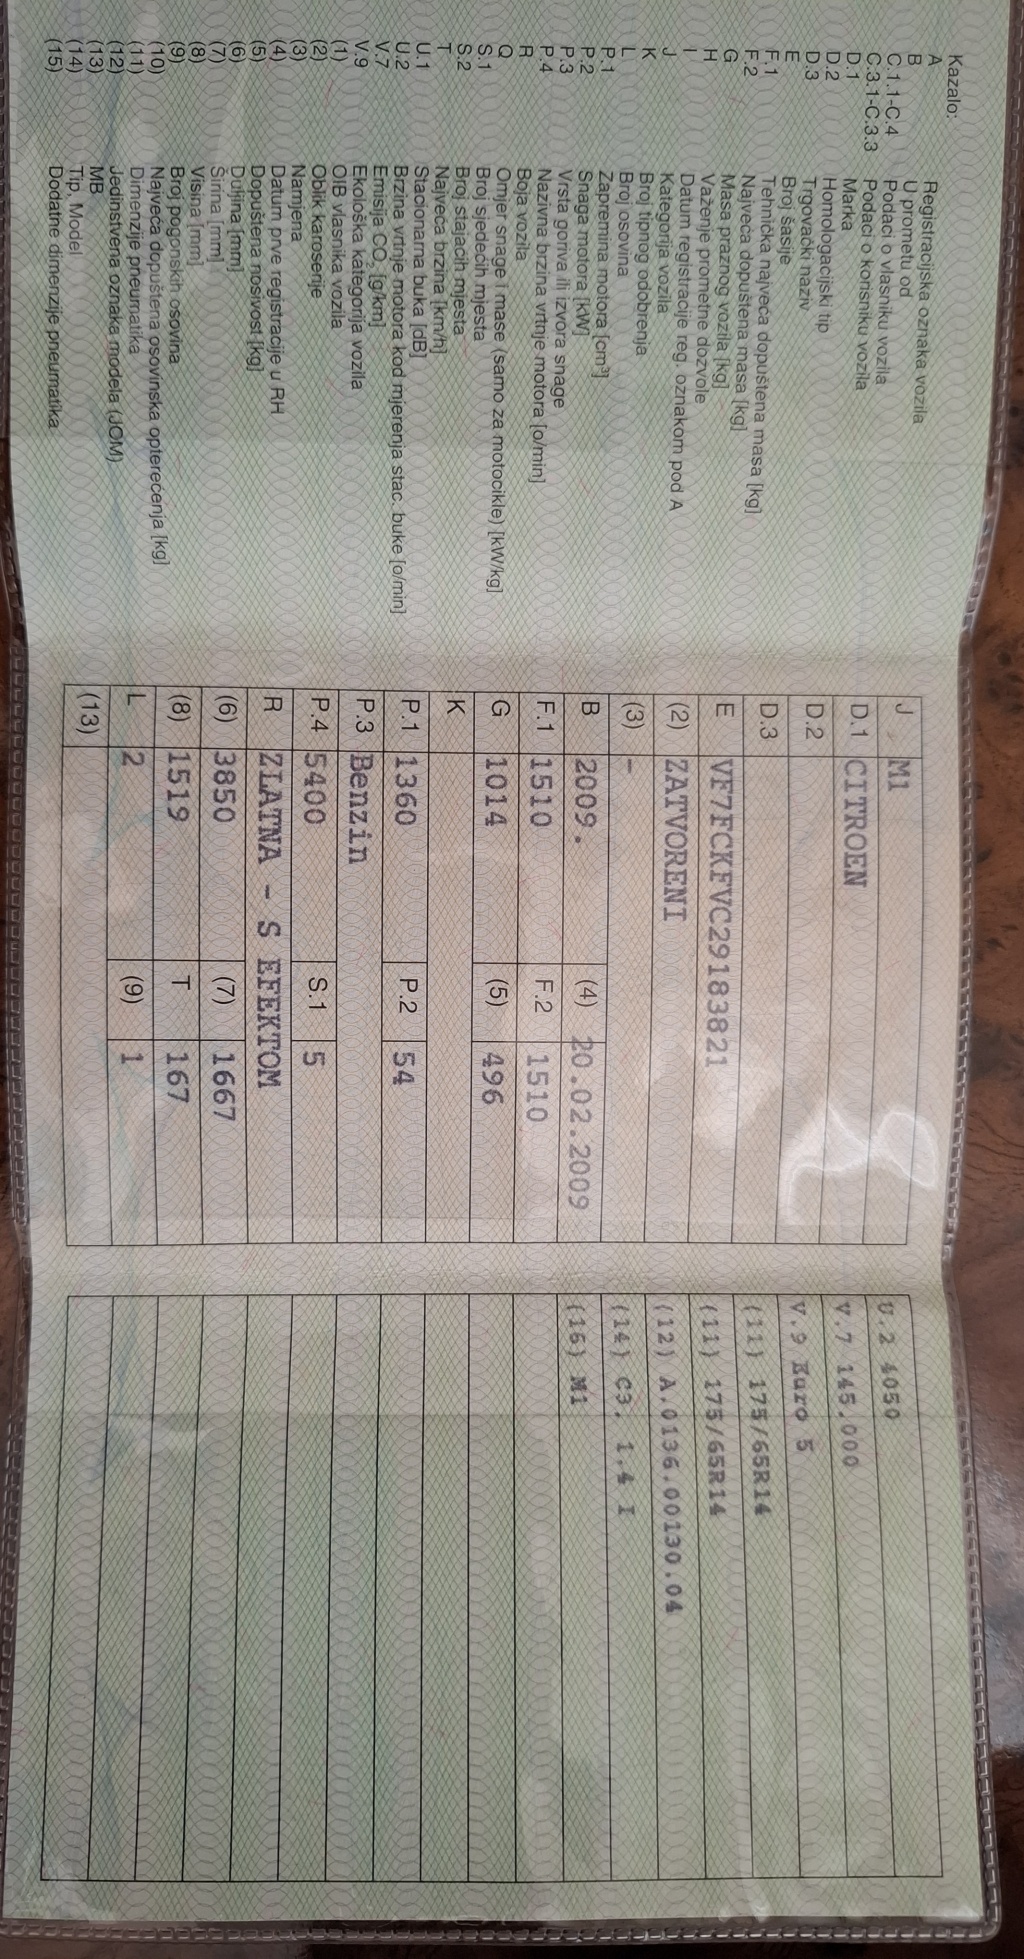 Kazalo:
A Registracijska oznaka vozila
B U prometu od
C.1.1-C.4 Podaci o vlasniku vozila
C.3.1-C.3.3 Podaci o korisniku vozila
D.1 Marka
D.2 Homologacijski tip
D.3 Trgovački naziv
E Broj šasije
F.1 Tehnička najveća dopuštena masa [kg]
F.2 Najveća dopuštena masa [kg]
G Masa praznog vozila [kg]
H Važenje prometne dozvole
I Datum registracije reg. oznakom pod A
J Kategorija vozila
K Broj tipnog odobrenja
L Broj osovina
P.1 Zapremina motora [cm³]
P.2 Snaga motora [kW]
P.3 Vrsta goriva ili izvora snage
P.4 Nazivna brzina vrtnje motora [o/min]
R Boja vozila
Q Omjer snage i mase (samo za motocikle) [kW/kg]
S.1 Broj sjedećih mjesta
S.2 Broj stajaćih mjesta
T Najveća brzina [km/h]
U.1 Stacionarna buka [dB]
U.2 Brzina vrtnje motora kod mjerenja stac. buke [o/min]
V.7 Emisija CO₂ [g/km]
V.9 Ekološka kategorija vozila
(1) OIB vlasnika vozila
(2) Oblik karoserije
(3) Namjena
(4) Datum prve registracije u RH
(5) Dopuštena nosivost [kg]
(6) Duljina [mm]
(7) Širina [mm]
(8) Visina [mm]
(9) Broj pogonskih osovina
(10) Najveća dopuštena osovinska opterećenja [kg]
(11) Dimenzije pneumatika
(12) Jedinstvena oznaka modela (JOM)
(13) MB
(14) Tip, Model
(15) Dodatne dimenzije pneumatika
J M1
D.1 CITROEN
D.2
D.3
E VF7FCKFVC29183821
(2) ZATVORENI
(3) -
B 2009. (4) 20.02.2009
F.1 1510 F.2 1510
G 1014 (5) 496
K
P.1 1360 P.2 54
P.3 Benzin
P.4 5400 S.1 5
R ZLATNA - S EFEKTOM
(6) 3850 (7) 1667
(8) 1519 T 167
L 2 (9) 1
(13)
U.2 4050
V.7 145.000
V.9 Euro 5
(11) 175/65R14
(11) 175/65R14
(12) A.0136.00130.04
(14) C3. 1.4 I
(16) M1